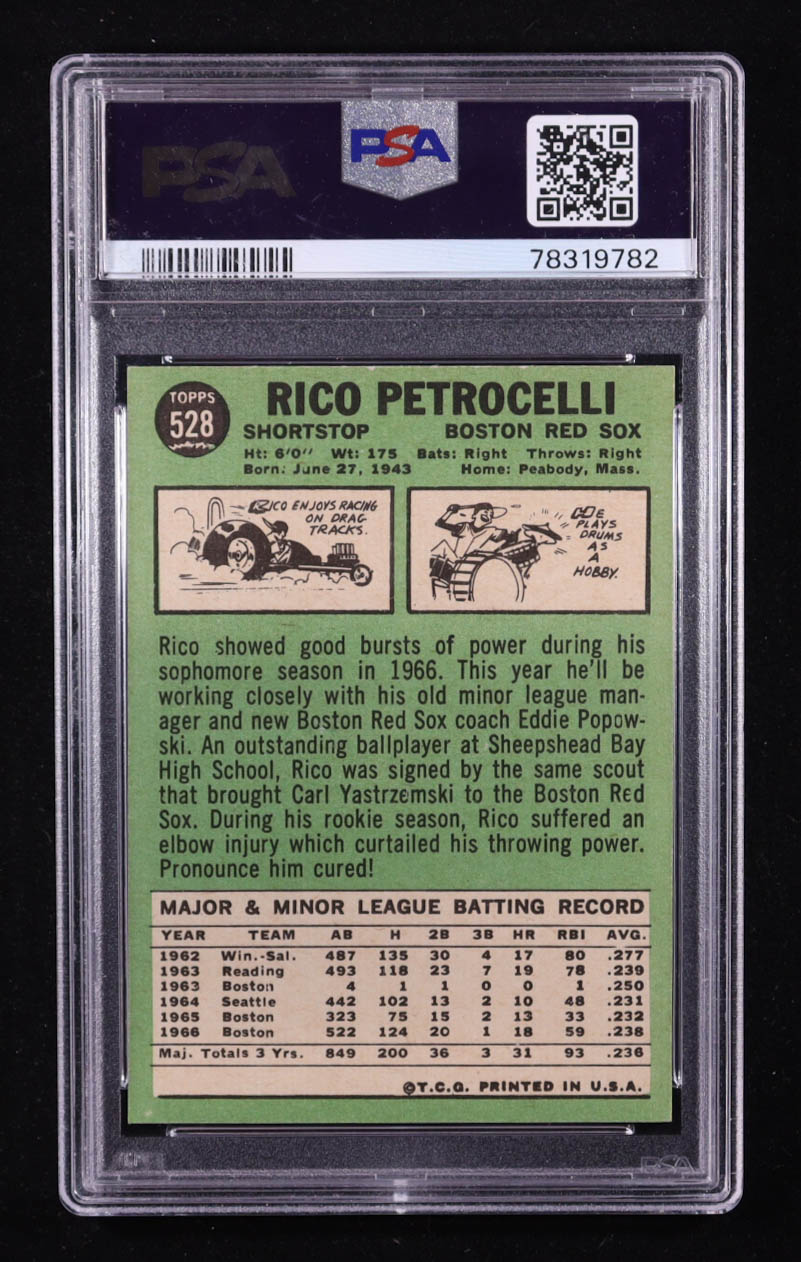 PSA
PSA
78319782
TOPPS
528
RICO PETROCELLI
SHORTSTOP BOSTON RED SOX
Ht: 6'0" Wt: 175 Bats: Right Throws: Right
Born: June 27, 1943 Home: Peabody, Mass.
RICO ENJOYS RACING
ON DRAG
TRACKS.
HE
PLAYS
DRUMS
AS
A
HOBBY.
Rico showed good bursts of power during his
sophomore season in 1966. This year he'll be
working closely with his old minor league man-
ager and new Boston Red Sox coach Eddie Popow-
ski. An outstanding ballplayer at Sheepshead Bay
High School, Rico was signed by the same scout
that brought Carl Yastrzemski to the Boston Red
Sox. During his rookie season, Rico suffered an
elbow injury which curtailed his throwing power.
Pronounce him cured!
MAJOR & MINOR LEAGUE BATTING RECORD
YEAR TEAM AB H 2B 3B HR RBI AVG.
1962 Win.-Sal. 487 135 30 4 17 80 .277
1963 Reading 493 118 23 7 19 78 .239
1963 Boston 4 1 1 0 0 1 .250
1964 Seattle 442 102 13 2 10 48 .231
1965 Boston 323 75 15 2 13 33 .232
1966 Boston 522 124 20 1 18 59 .238
Maj. Totals 3 Yrs. 849 200 36 3 31 93 .236
©T.C.G. PRINTED IN U.S.A.
PSA